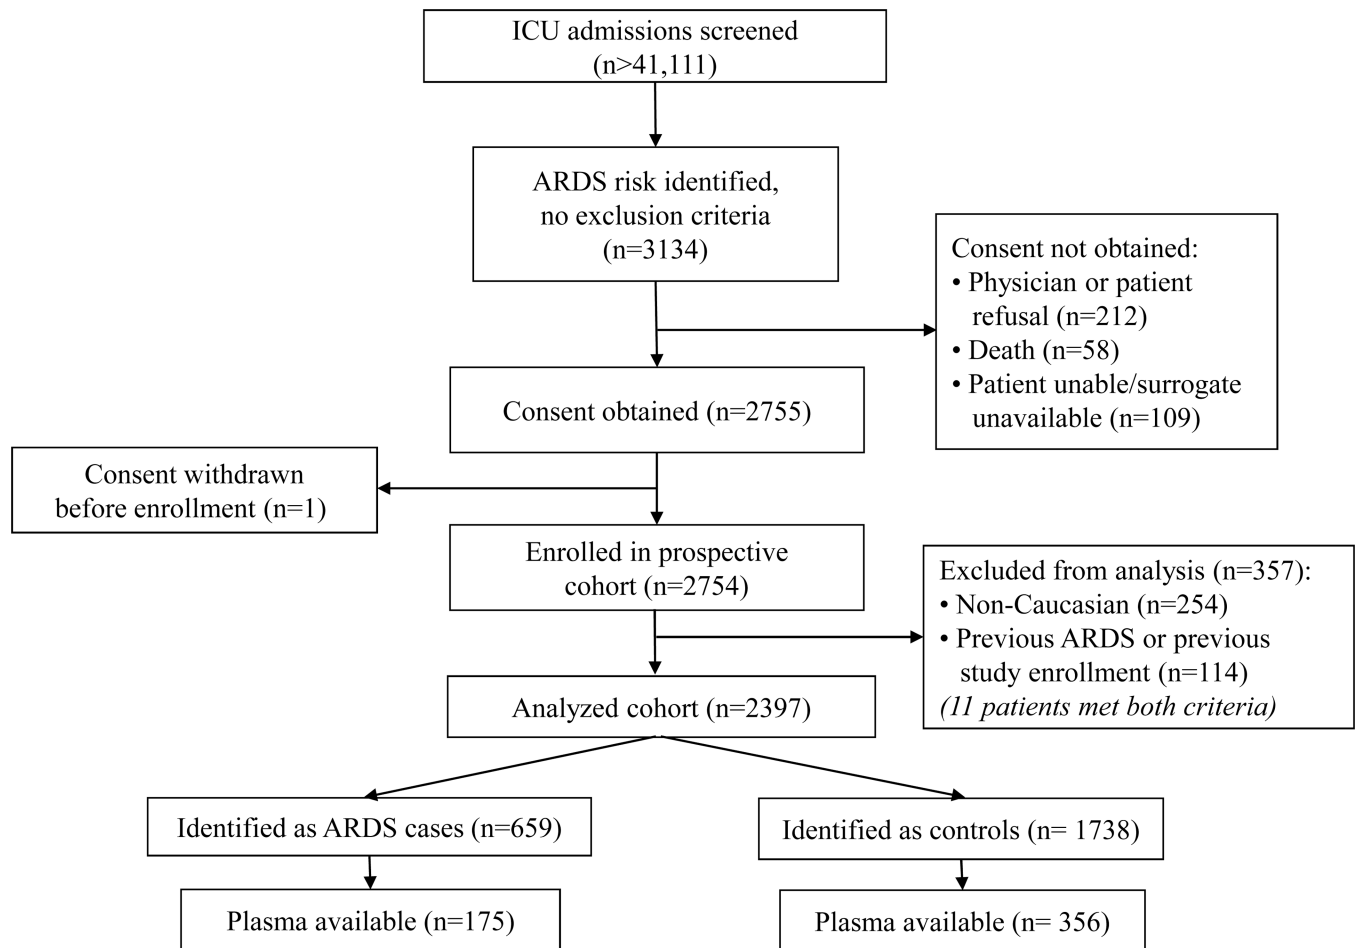 ICU admissions screened
(n>41,111)
ARDS risk identified,
no exclusion criteria
(n=3134)
Consent not obtained:
• Physician or patient
refusal (n=212)
• Death (n=58)
• Patient unable/surrogate
unavailable (n=109)
Consent obtained (n=2755)
Consent withdrawn
before enrollment (n=1)
Enrolled in prospective
cohort (n=2754)
Excluded from analysis (n=357):
• Non-Caucasian (n=254)
• Previous ARDS or previous
study enrollment (n=114)
(11 patients met both criteria)
Analyzed cohort (n=2397)
Identified as ARDS cases (n=659)
Identified as controls (n= 1738)
Plasma available (n=175)
Plasma available (n= 356)